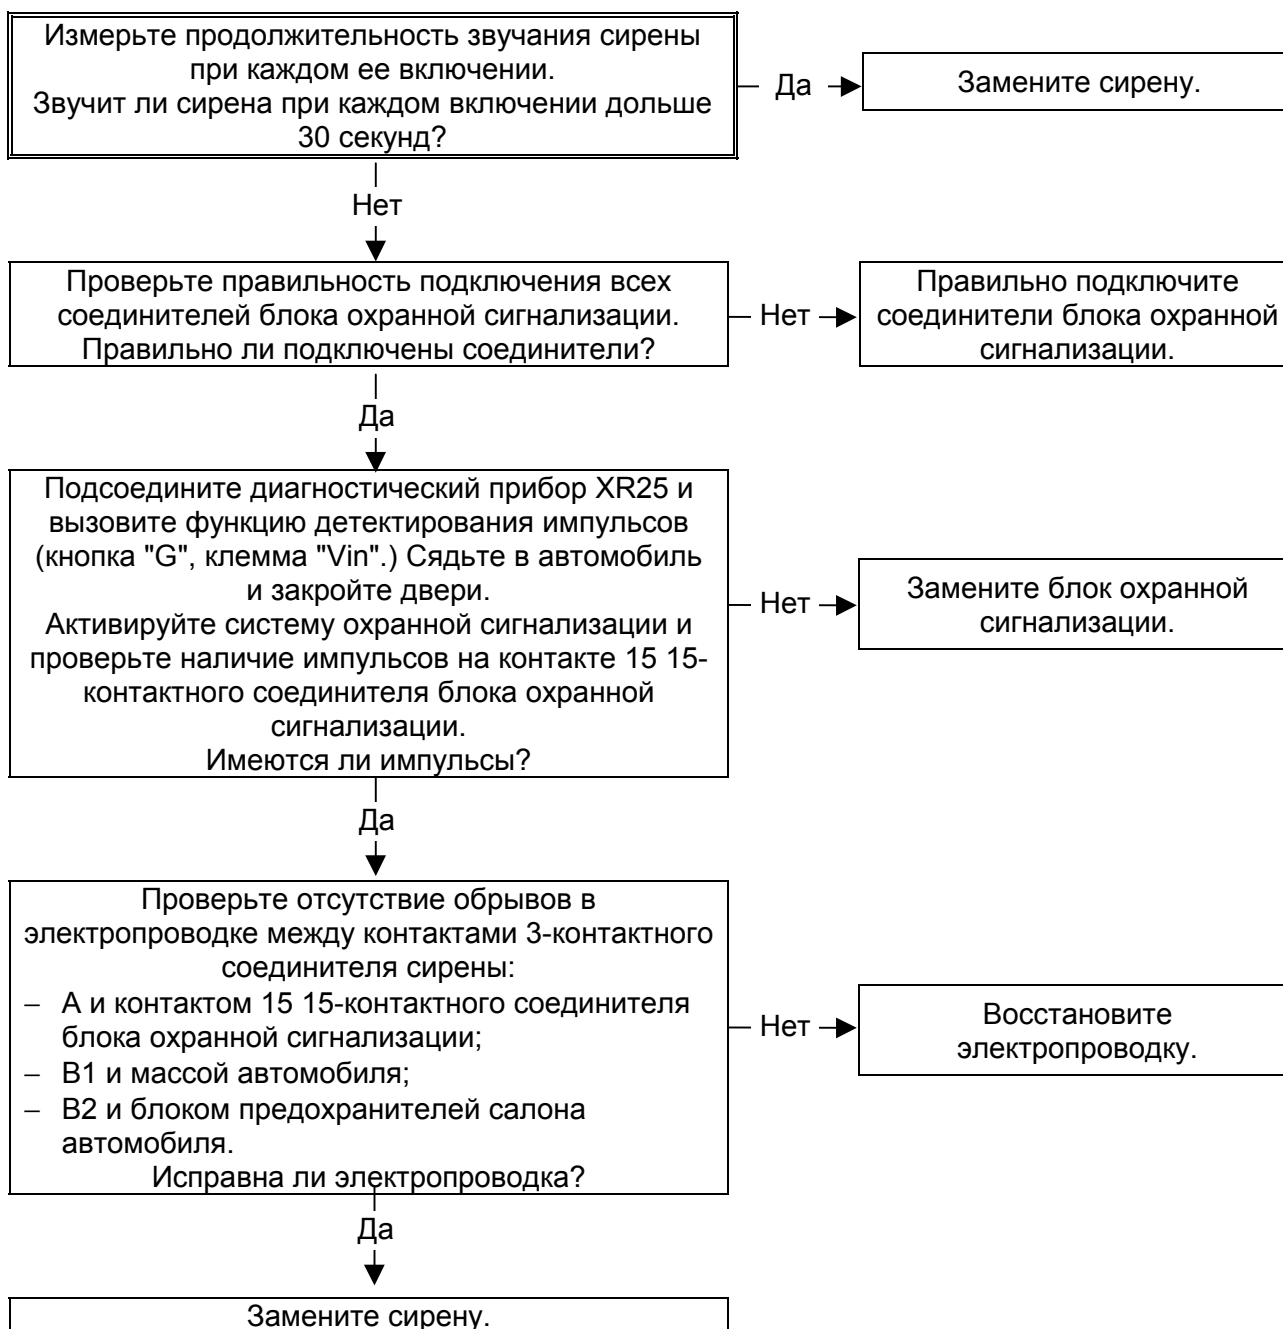 Измерьте продолжительность звучания сирены
при каждом ее включении.
Звучит ли сирена при каждом включении дольше
30 секунд?
Да
Замените сирену.
Нет
Проверьте правильность подключения всех
соединителей блока охранной сигнализации.
Правильно ли подключены соединители?
Нет
Правильно подключите
соединители блока охранной
сигнализации.
Да
Подсоедините диагностический прибор XR25 и
вызовите функцию детектирования импульсов
(кнопка "G", клемма "Vin".) Сядьте в автомобиль
и закройте двери.
Активируйте систему охранной сигнализации и
проверьте наличие импульсов на контакте 15 15-
контактного соединителя блока охранной
сигнализации.
Имеются ли импульсы?
Нет
Замените блок охранной
сигнализации.
Да
Проверьте отсутствие обрывов в
электропроводке между контактами 3-контактного
соединителя сирены:
– А и контактом 15 15-контактного соединителя
блока охранной сигнализации;
– В1 и массой автомобиля;
– В2 и блоком предохранителей салона
автомобиля.
Исправна ли электропроводка?
Нет
Восстановите
электропроводку.
Да
Замените сирену.